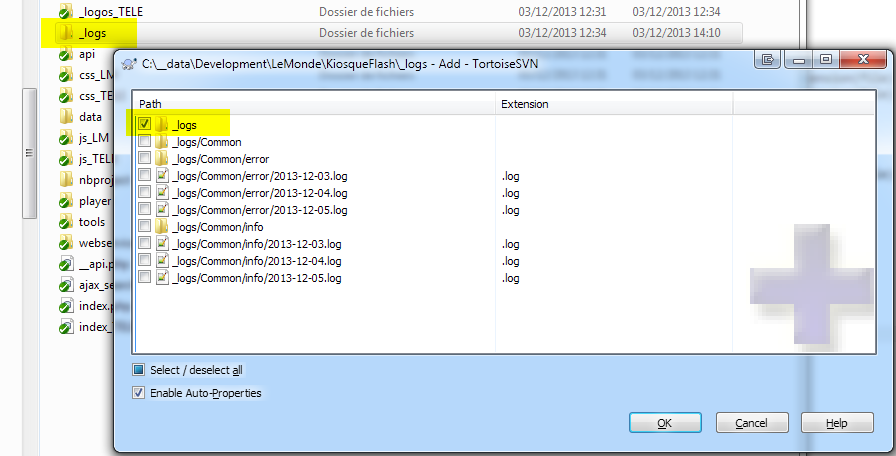 _logos_TELE Dossier de fichiers 03/12/2013 12:31 03/12/2013 12:34
_logs Dossier de fichiers 03/12/2013 12:34 03/12/2013 14:10
api
css_LM
css_TE
data
js_LM
js_TELE
nbproje
player
tools
webse
__api.p
ajax_se
index.p
index_
C:\__data\Development\LeMonde\KiosqueFlash\_logs - Add - TortoiseSVN
Path Extension
_logs
_logs/Common
_logs/Common/error
_logs/Common/error/2013-12-03.log .log
_logs/Common/error/2013-12-04.log .log
_logs/Common/error/2013-12-05.log .log
_logs/Common/info
_logs/Common/info/2013-12-03.log .log
_logs/Common/info/2013-12-04.log .log
_logs/Common/info/2013-12-05.log .log
Select / deselect all
Enable Auto-Properties
OK Cancel Help